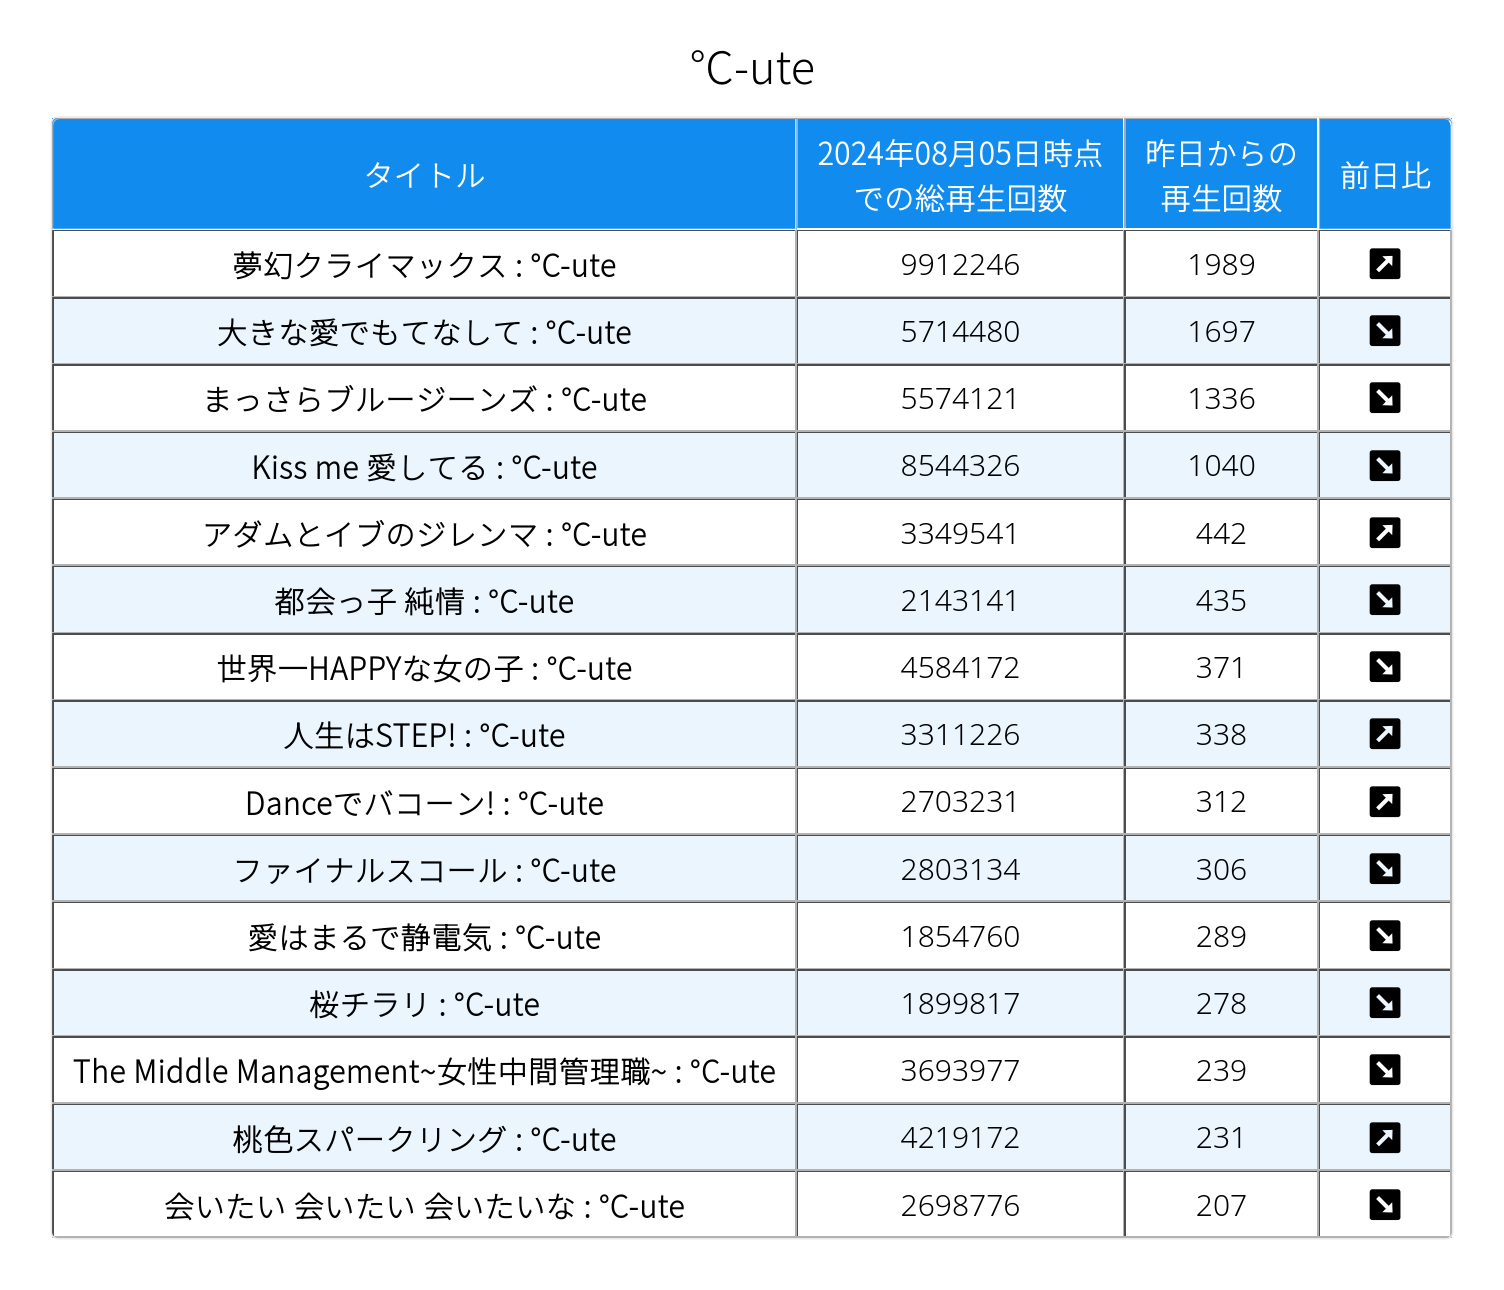 ℃-ute
タイトル
2024年08月05日時点
での総再生回数
昨日からの
再生回数
前日比
夢幻クライマックス : ℃-ute 9912246 1989
大きな愛でもてなして : ℃-ute 5714480 1697
まっさらブルージーンズ : ℃-ute 5574121 1336
Kiss me 愛してる : ℃-ute 8544326 1040
アダムとイブのジレンマ : ℃-ute 3349541 442
都会っ子 純情 : ℃-ute 2143141 435
世界一HAPPYな女の子 : ℃-ute 4584172 371
人生はSTEP! : ℃-ute 3311226 338
Danceでバコーン! : ℃-ute 2703231 312
ファイナルスコール : ℃-ute 2803134 306
愛はまるで静電気 : ℃-ute 1854760 289
桜チラリ : ℃-ute 1899817 278
The Middle Management~女性中間管理職~ : ℃-ute 3693977 239
桃色スパークリング : ℃-ute 4219172 231
会いたい 会いたい 会いたいな : ℃-ute 2698776 207